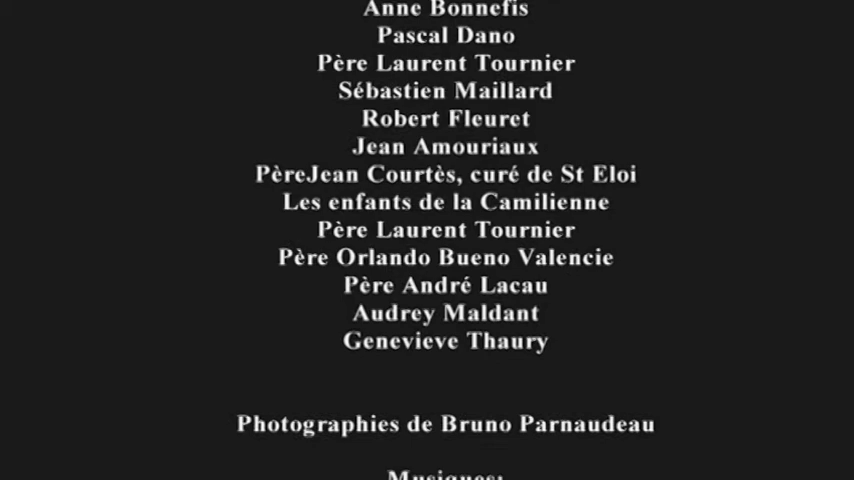 Anne Bonnefis
Pascal Dano
Père Laurent Tournier
Sébastien Maillard
Robert Fleuret
Jean Amouriaux
PèreJean Courtès, curé de St Eloi
Les enfants de la Camilienne
Père Laurent Tournier
Père Orlando Bueno Valencie
Père André Lacau
Audrey Maldant
Genevieve Thaury
Photographies de Bruno Parnaudeau
Musiques: